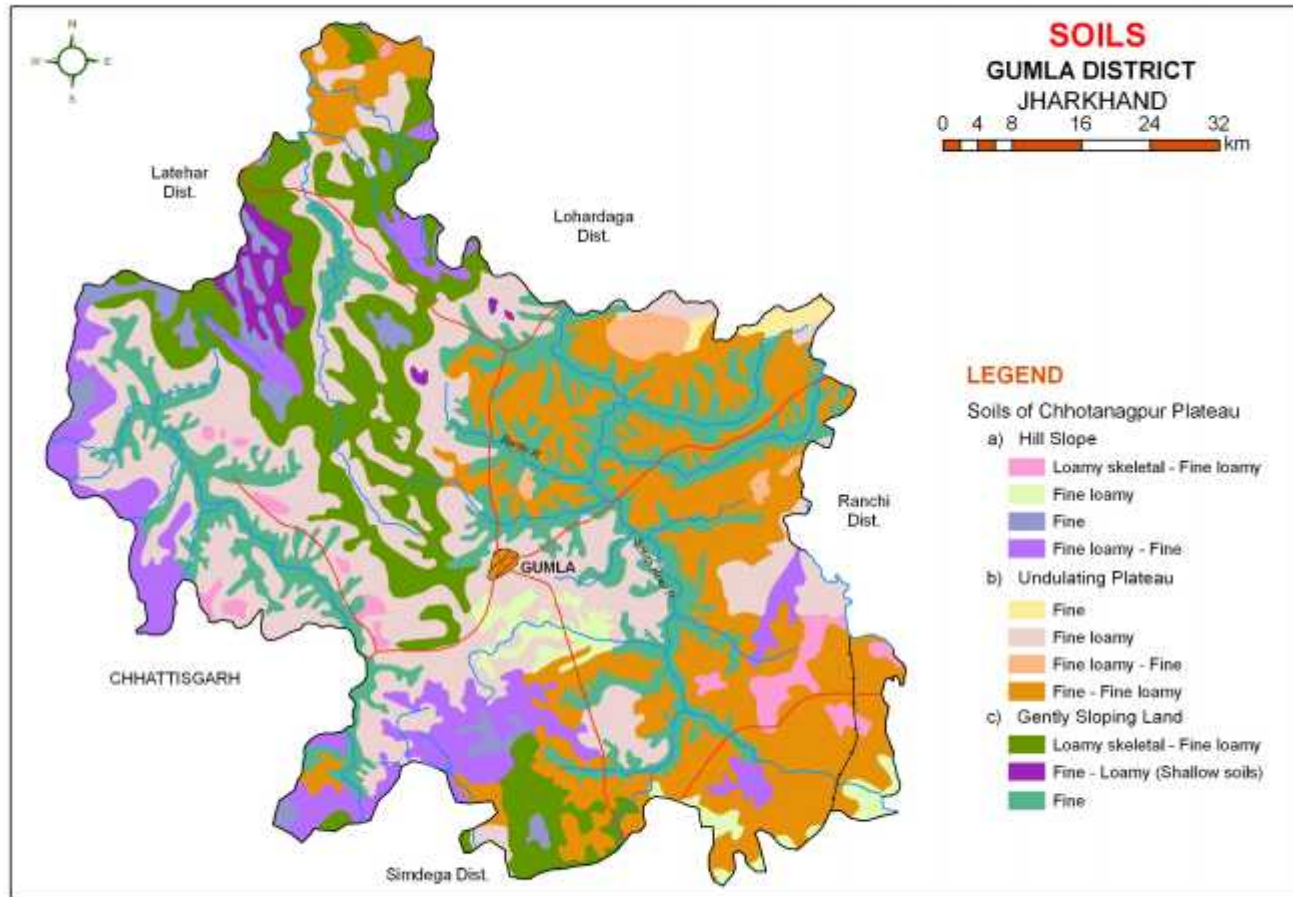 SOILS
GUMLA DISTRICT
JHARKHAND
0 4 8 16 24 32
km
N
W E
S
Latehar
Dist.
Lohardaga
Dist.
Ranchi
Dist.
GUMLA
CHHATTISGARH
Simdega Dist.
LEGEND
Soils of Chhotanagpur Plateau
a) Hill Slope
Loamy skeletal - Fine loamy
Fine loamy
Fine
Fine loamy - Fine
b) Undulating Plateau
Fine
Fine loamy
Fine loamy - Fine
Fine - Fine loamy
c) Gently Sloping Land
Loamy skeletal - Fine loamy
Fine - Loamy (Shallow soils)
Fine